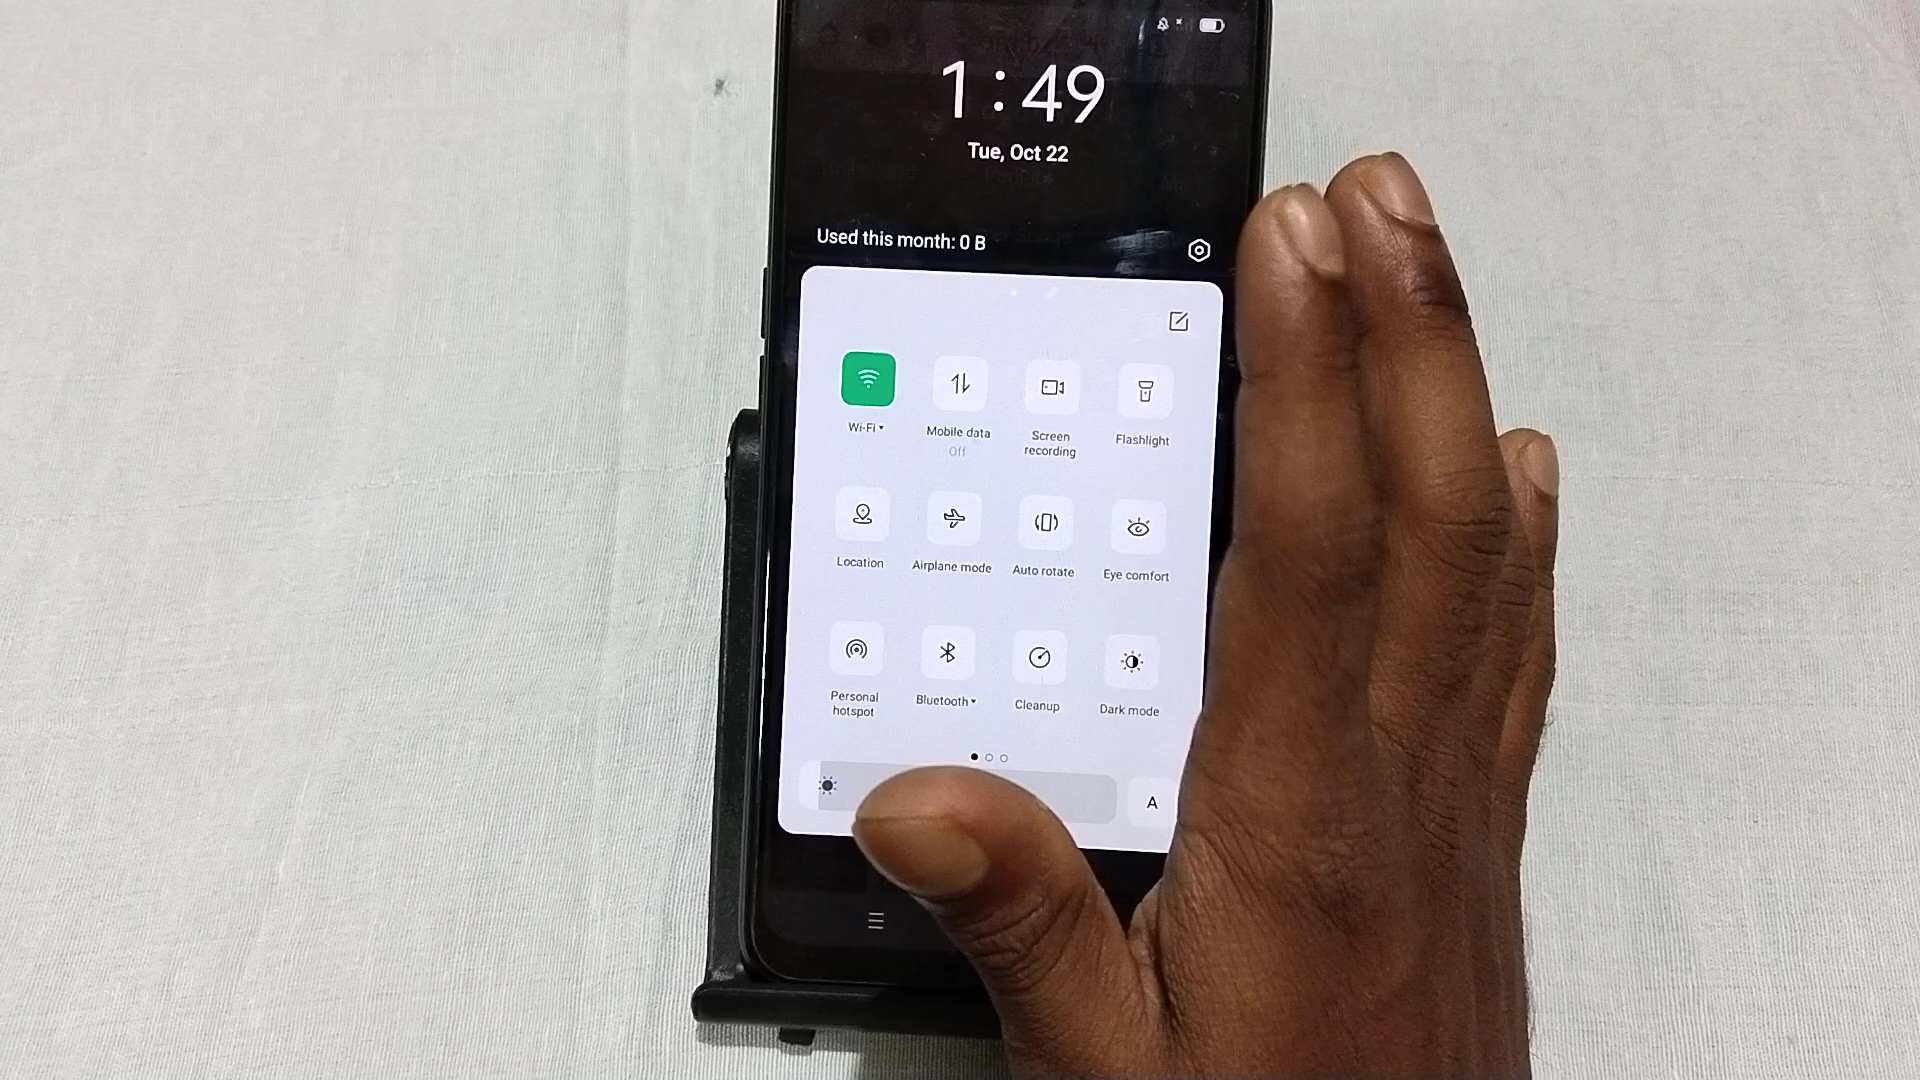 1:49
Tue, Oct 22
Used this month: 0 B
Wi-Fi
Mobile data
Off
Screen
recording
Flashlight
Location
Airplane mode
Auto rotate
Eye comfort
Personal
hotspot
Bluetooth
Cleanup
Dark mode
A